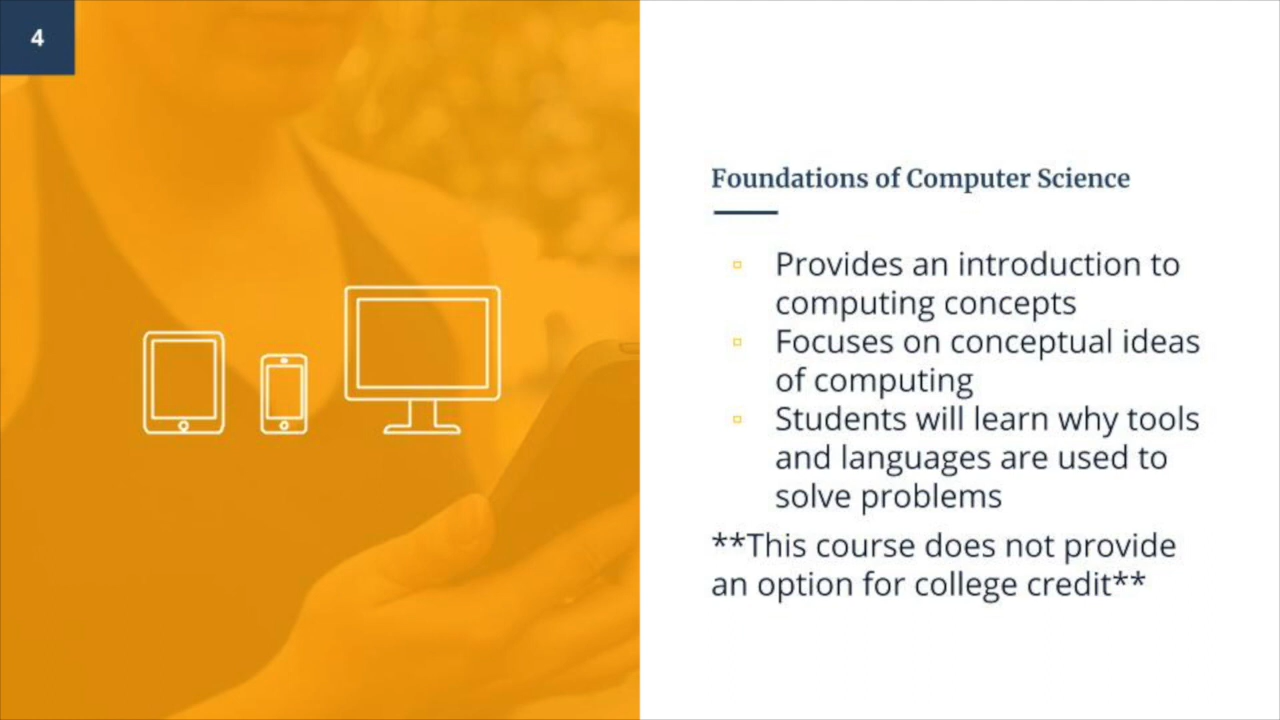 4
Foundations of Computer Science
Provides an introduction to
computing concepts
Focuses on conceptual ideas
of computing
Students will learn why tools
and languages are used to
solve problems
**This course does not provide
an option for college credit**